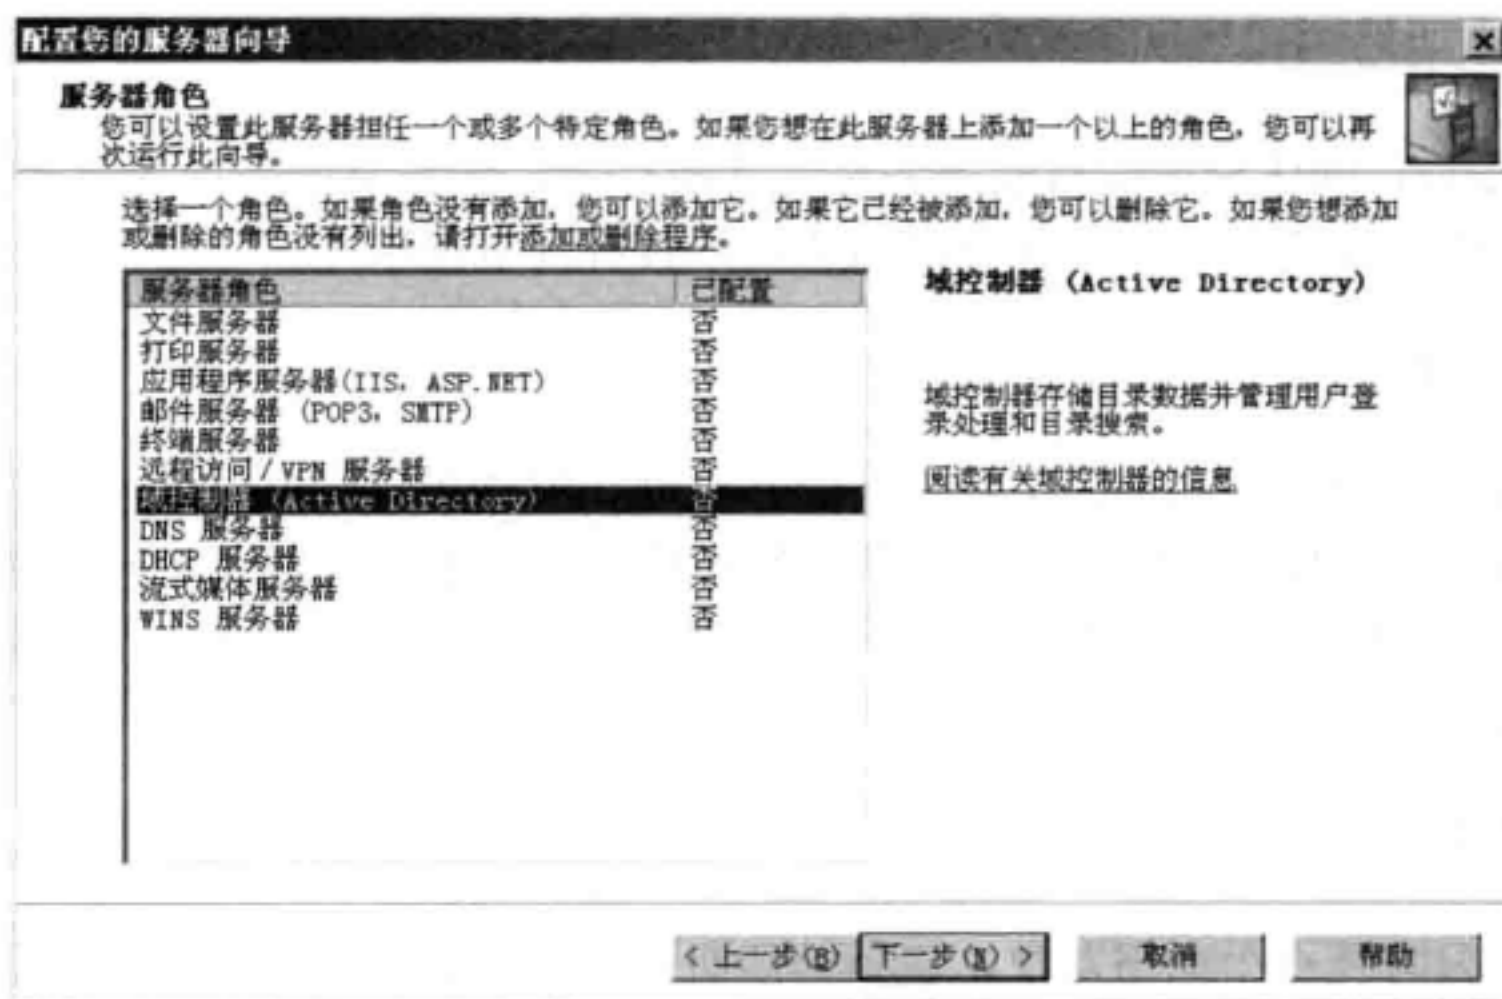 配置您的服务器向导
服务器角色
您可以设置此服务器担任一个或多个特定角色。如果您想在此服务器上添加一个以上的角色，您可以再
次运行此向导。
选择一个角色。如果角色没有添加，您可以添加它。如果它已经被添加，您可以删除它。如果您想添加
或删除的角色没有列出，请打开添加或删除程序。
服务器角色 已配置
文件服务器 否
打印服务器 否
应用程序服务器(IIS，ASP.NET) 否
邮件服务器 (POP3，SMTP) 否
终端服务器 否
远程访问/VPN 服务器 否
域控制器 (Active Directory) 否
DNS 服务器 否
DHCP 服务器 否
流式媒体服务器 否
WINS 服务器 否
域控制器 (Active Directory)
域控制器存储目录数据并管理用户登
录处理和目录搜索。
阅读有关域控制器的信息
< 上一步(B) 下一步(N) > 取消 帮助